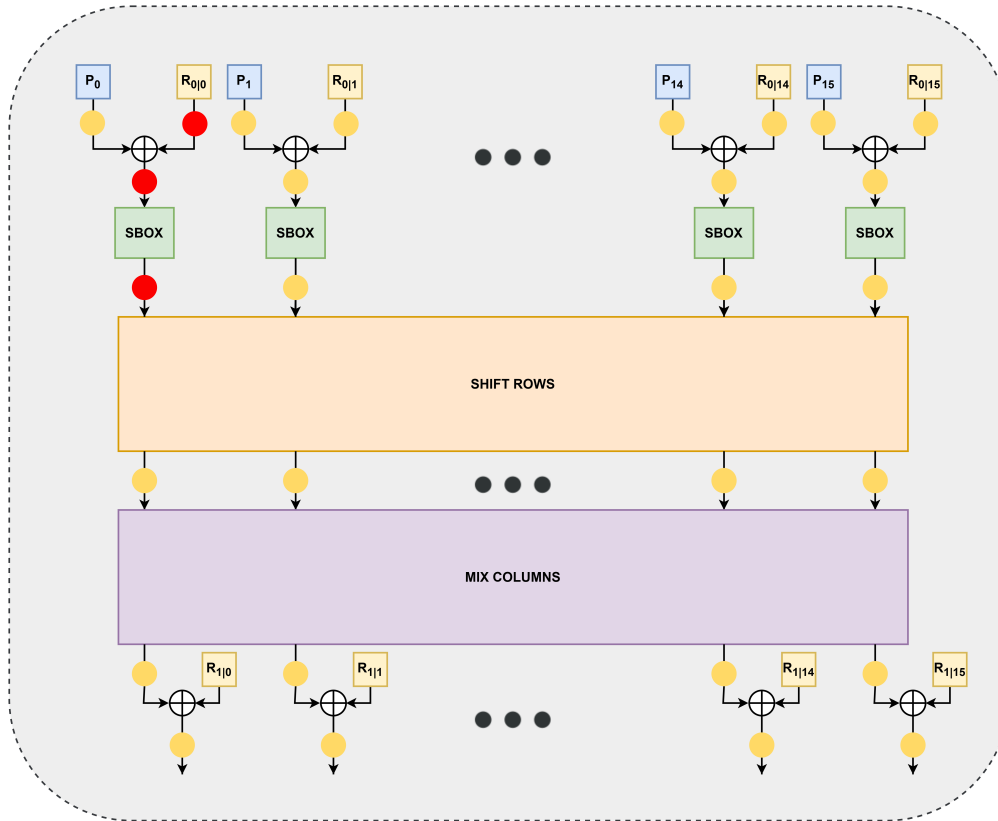 P0 R0|0 P1 R0|1 P14 R0|14 P15 R0|15
SBOX SBOX SBOX SBOX
SHIFT ROWS
MIX COLUMNS
R1|0 R1|1 R1|14 R1|15